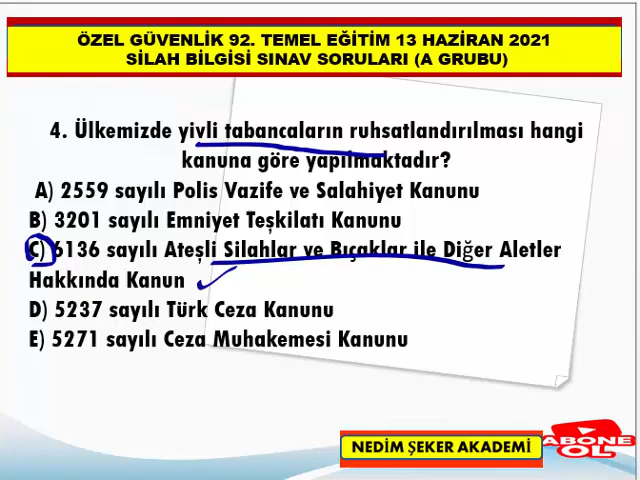 ÖZEL GÜVENLİK 92. TEMEL EĞİTİM 13 HAZİRAN 2021
SİLAH BİLGİSİ SINAV SORULARI (A GRUBU)
4. Ülkemizde yivli tabancaların ruhsatlandırılması hangi
kanuna göre yapılmaktadır?
A) 2559 sayılı Polis Vazife ve Salahiyet Kanunu
B) 3201 sayılı Emniyet Teşkilatı Kanunu
C) 6136 sayılı Ateşli Silahlar ve Bıçaklar ile Diğer Aletler
Hakkında Kanun
D) 5237 sayılı Türk Ceza Kanunu
E) 5271 sayılı Ceza Muhakemesi Kanunu
NEDİM ŞEKER AKADEMİ
ABONE
OL